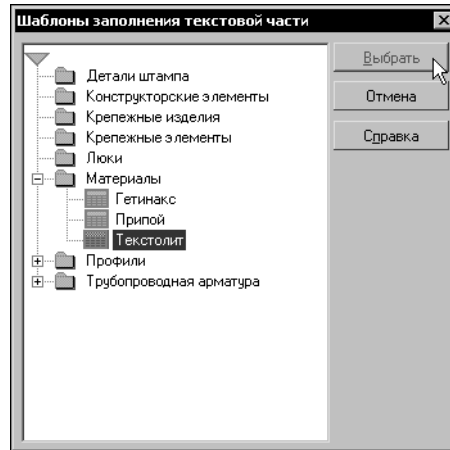 Шаблоны заполнения текстовой части
Выбрать
Отмена
Справка
Детали штампа
Конструкторские элементы
Крепежные изделия
Крепежные элементы
Люки
Материалы
Гетинакс
Припой
Текстолит
Профили
Трубопроводная арматура